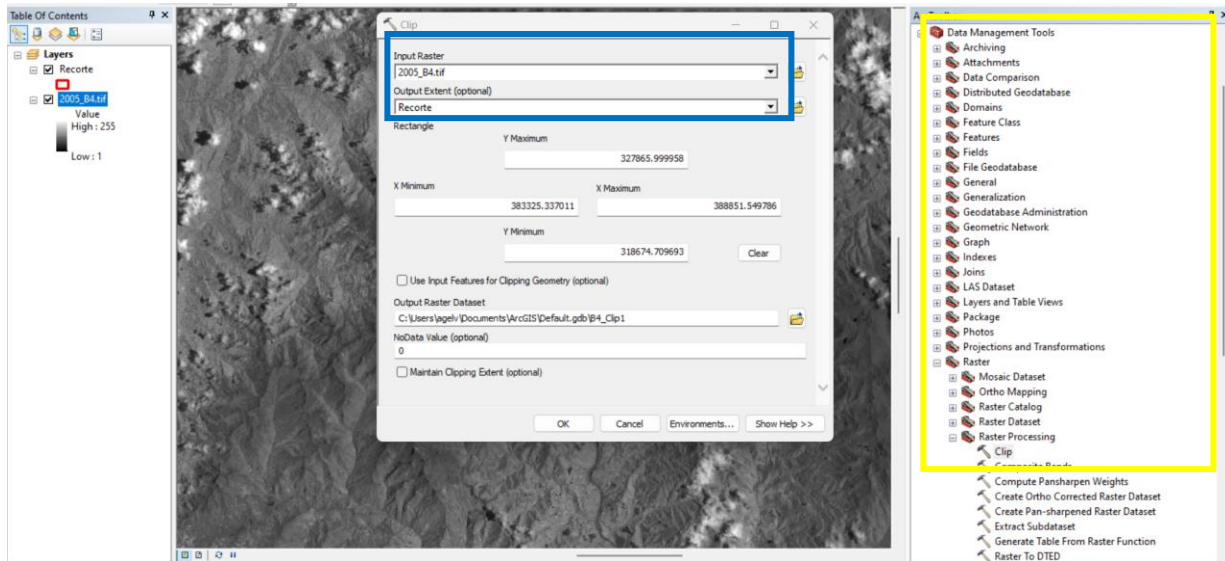 Table Of Contents
Layers
Recorte
2005_B4.tif
Value
High : 255
Low : 1
Clip
Input Raster
2005_B4.tif
Output Extent (optional)
Recorte
Rectangle
Y Maximum
327865.999958
X Minimum
X Maximum
383325.337011
388851.549786
Y Minimum
318674.709693
Clear
Use Input Features for Clipping Geometry (optional)
Output Raster Dataset
C:\Users\agelv\Documents\ArcGIS\Default.gdb\B4_Clip1
NoData Value (optional)
0
Maintain Clipping Extent (optional)
OK
Cancel
Environments...
Show Help >>
Data Management Tools
Archiving
Attachments
Data Comparison
Distributed Geodatabase
Domains
Feature Class
Features
Fields
File Geodatabase
General
Generalization
Geodatabase Administration
Geometric Network
Graph
Indexes
Joins
LAS Dataset
Layers and Table Views
Package
Photos
Projections and Transformations
Raster
Mosaic Dataset
Ortho Mapping
Raster Catalog
Raster Dataset
Raster Processing
Clip
Composite Bands
Compute Pansharpen Weights
Create Ortho Corrected Raster Dataset
Create Pan-sharpened Raster Dataset
Extract Subdataset
Generate Table From Raster Function
Raster To DTED